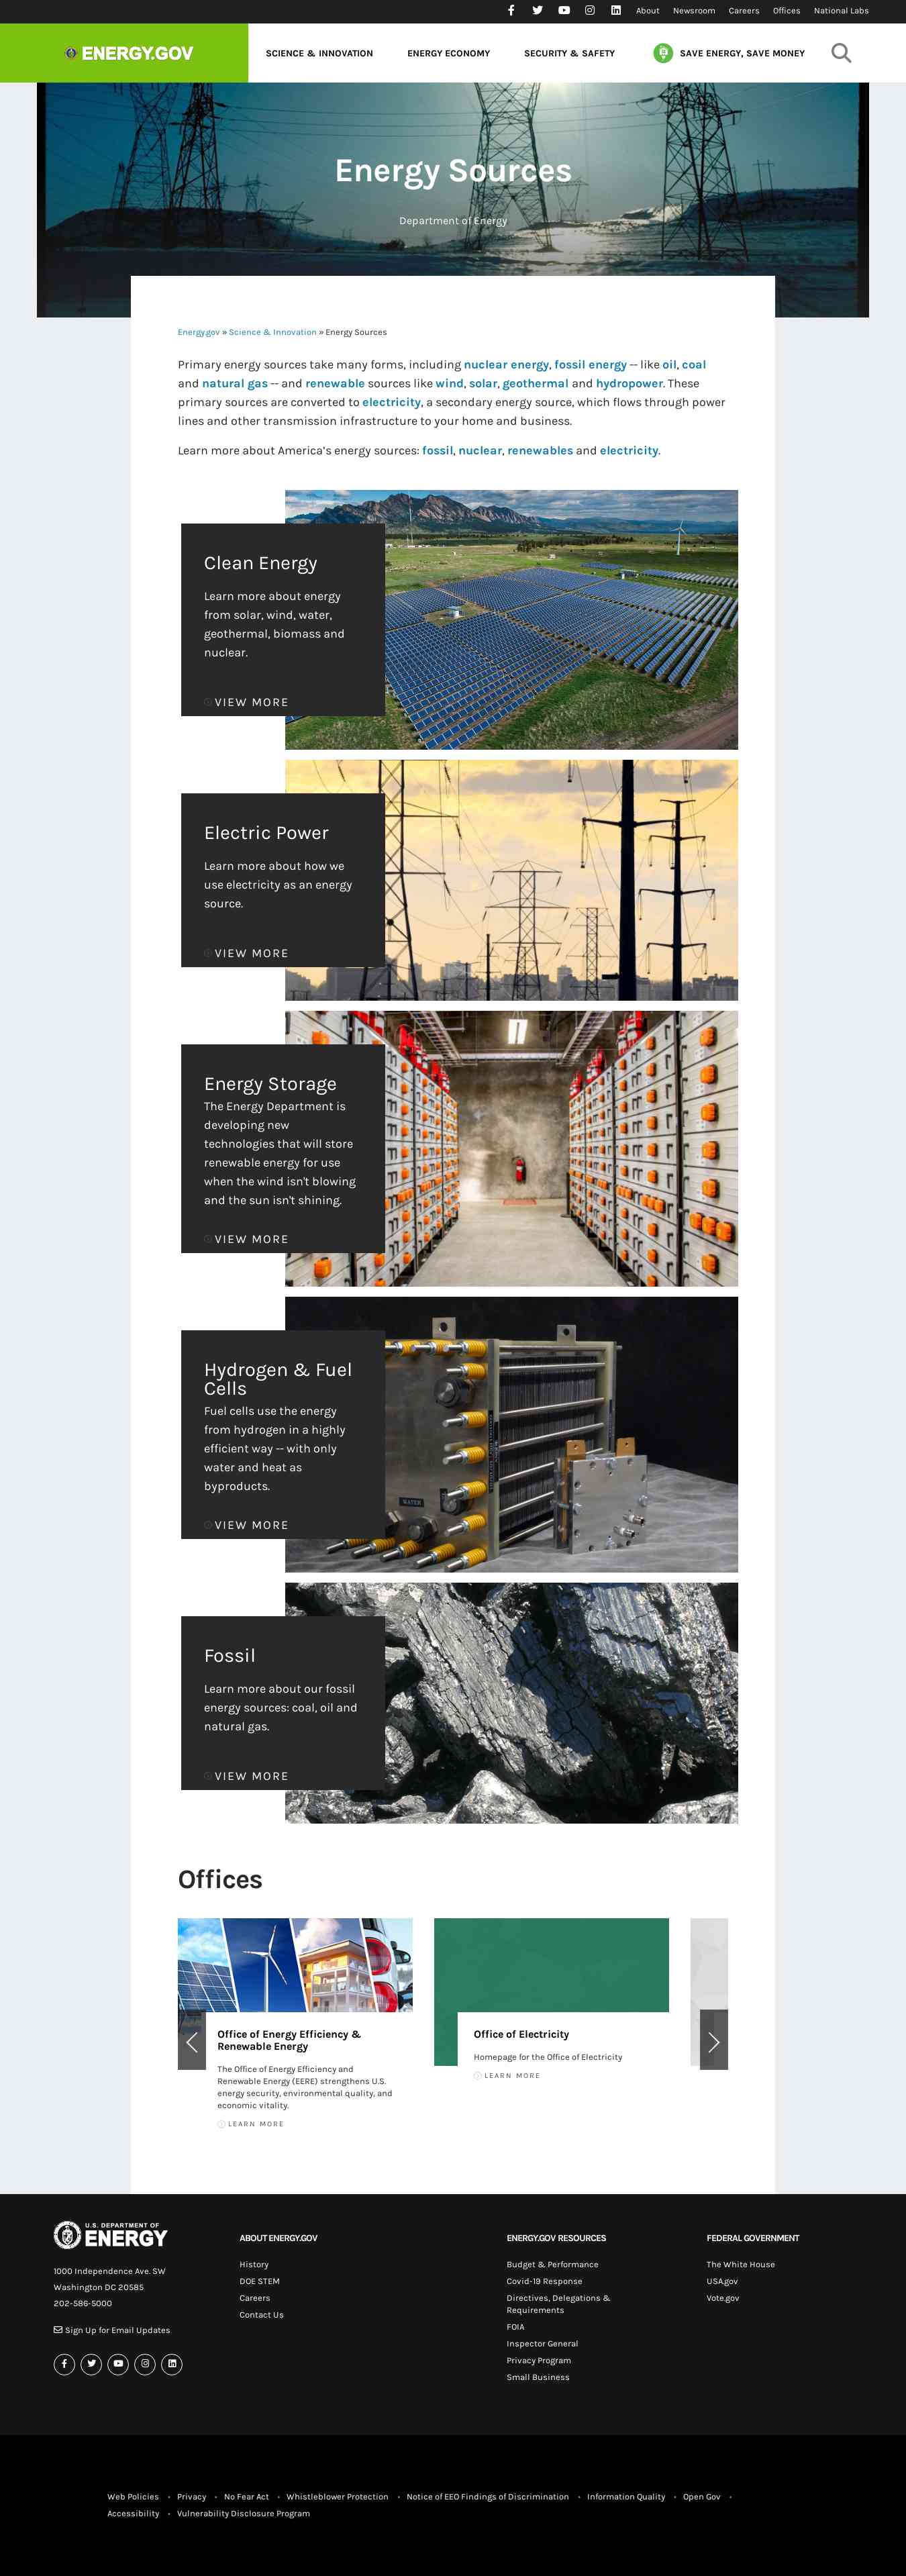 About Newsroom Careers Offices National Labs
ENERGY.GOV
SCIENCE & INNOVATION ENERGY ECONOMY SECURITY & SAFETY SAVE ENERGY, SAVE MONEY
Energy Sources
Department of Energy
Energy.gov » Science & Innovation » Energy Sources
Primary energy sources take many forms, including nuclear energy, fossil energy -- like oil, coal
and natural gas -- and renewable sources like wind, solar, geothermal and hydropower. These
primary sources are converted to electricity, a secondary energy source, which flows through power
lines and other transmission infrastructure to your home and business.
Learn more about America's energy sources: fossil, nuclear, renewables and electricity.
Clean Energy
Learn more about energy
from solar, wind, water,
geothermal, biomass and
nuclear.
VIEW MORE
Electric Power
Learn more about how we
use electricity as an energy
source.
VIEW MORE
Energy Storage
The Energy Department is
developing new
technologies that will store
renewable energy for use
when the wind isn't blowing
and the sun isn't shining.
VIEW MORE
Hydrogen & Fuel
Cells
Fuel cells use the energy
from hydrogen in a highly
efficient way -- with only
water and heat as
byproducts.
VIEW MORE
WATER
Fossil
Learn more about our fossil
energy sources: coal, oil and
natural gas.
VIEW MORE
Offices
Office of Energy Efficiency &
Renewable Energy
The Office of Energy Efficiency and
Renewable Energy (EERE) strengthens U.S.
energy security, environmental quality, and
economic vitality.
LEARN MORE
Office of Electricity
Homepage for the Office of Electricity
LEARN MORE
U.S. DEPARTMENT OF
ENERGY
1000 Independence Ave. SW
Washington DC 20585
202-586-5000
Sign Up for Email Updates
ABOUT ENERGY.GOV
History
DOE STEM
Careers
Contact Us
ENERGY.GOV RESOURCES
Budget & Performance
Covid-19 Response
Directives, Delegations &
Requirements
FOIA
Inspector General
Privacy Program
Small Business
FEDERAL GOVERNMENT
The White House
USA.gov
Vote.gov
Web Policies • Privacy • No Fear Act • Whistleblower Protection • Notice of EEO Findings of Discrimination • Information Quality • Open Gov •
Accessibility • Vulnerability Disclosure Program